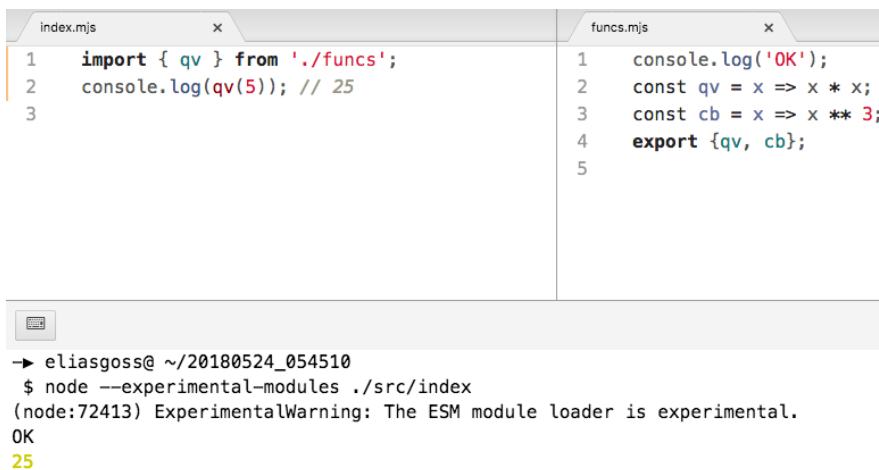 index.mjs ×
1 import { qv } from './funcs';
2 console.log(qv(5)); // 25
3
funcs.mjs ×
1 console.log('OK');
2 const qv = x => x * x;
3 const cb = x => x ** 3;
4 export {qv, cb};
5
-► eliasgoss@ ~/20180524_054510
$ node --experimental-modules ./src/index
(node:72413) ExperimentalWarning: The ESM module loader is experimental.
OK
25